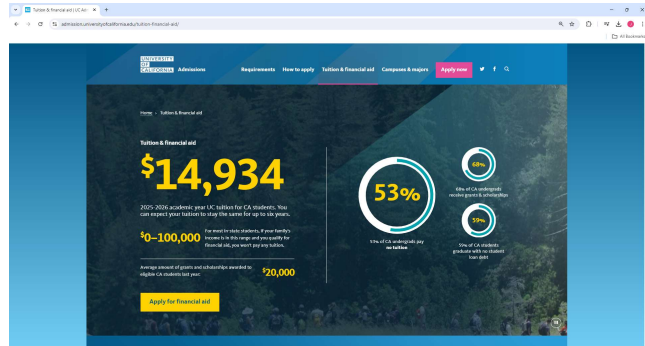 Tuition & financial aid | UC Adm
admission.universityofcalifornia.edu/tuition-financial-aid/
All Bookmarks
UNIVERSITY
OF
CALIFORNIA Admissions
Requirements How to apply Tuition & financial aid Campuses & majors Apply now
Home Tuition & financial aid
Tuition & financial aid
$14,934
2025-2026 academic year UC tuition for CA students. You
can expect your tuition to stay the same for up to six years.
$0–100,000
For most in-state students, if your family's
income is in this range and you qualify for
financial aid, you won't pay any tuition.
Average amount of grants and scholarships awarded to
eligible CA students last year.
$20,000
Apply for financial aid
53%
53% of CA undergrads pay
no tuition
68%
68% of CA undergrads
receive grants & scholarships
59%
59% of CA students
graduate with no student
loan debt